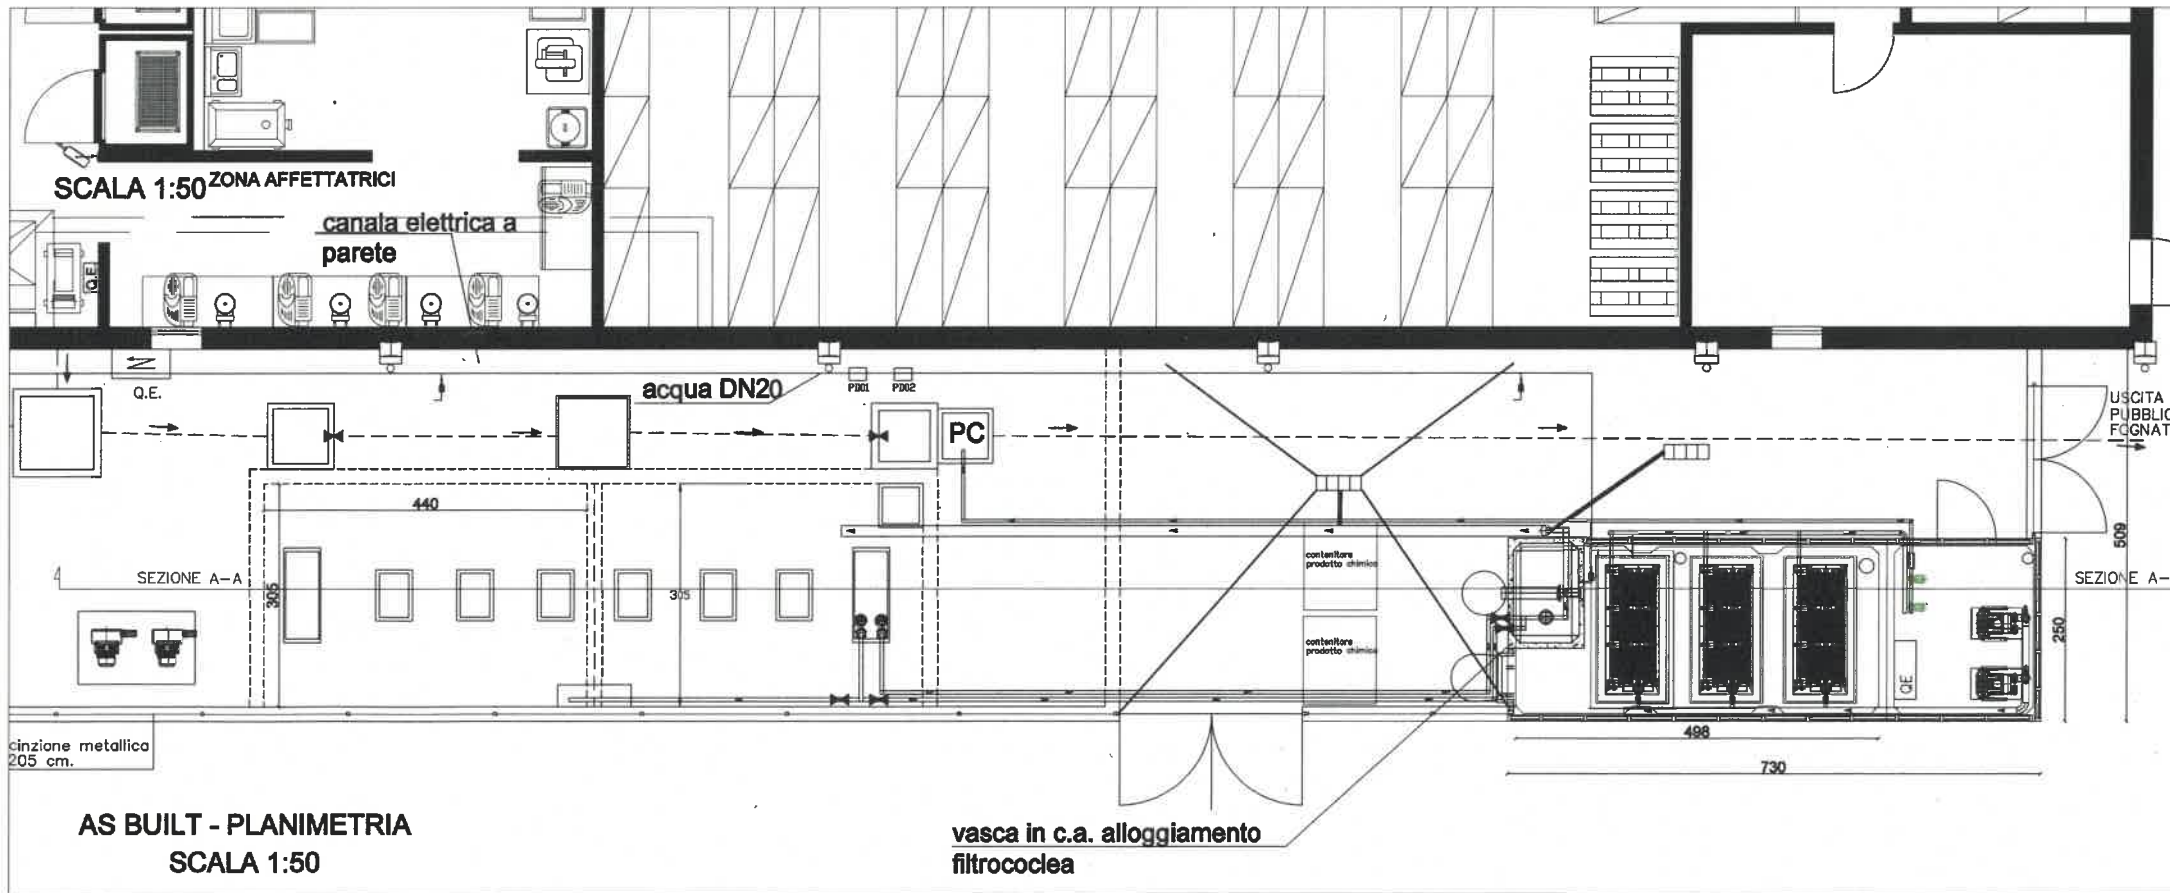 SCALA 1:50
ZONA AFFETTATRICI
canala elettrica a
parete
Q.E.
Q.E.
acqua DN20
PD01
PD02
PC
USCITA
PUBBLIC
FOGNAT
440
305
305
SEZIONE A-A
SEZIONE A-
contenitore
prodotto chimico
contenitore
prodotto chimico
QE
509
250
498
730
cinzione metallica
205 cm.
AS BUILT - PLANIMETRIA
SCALA 1:50
vasca in c.a. alloggiamento
filtrococlea